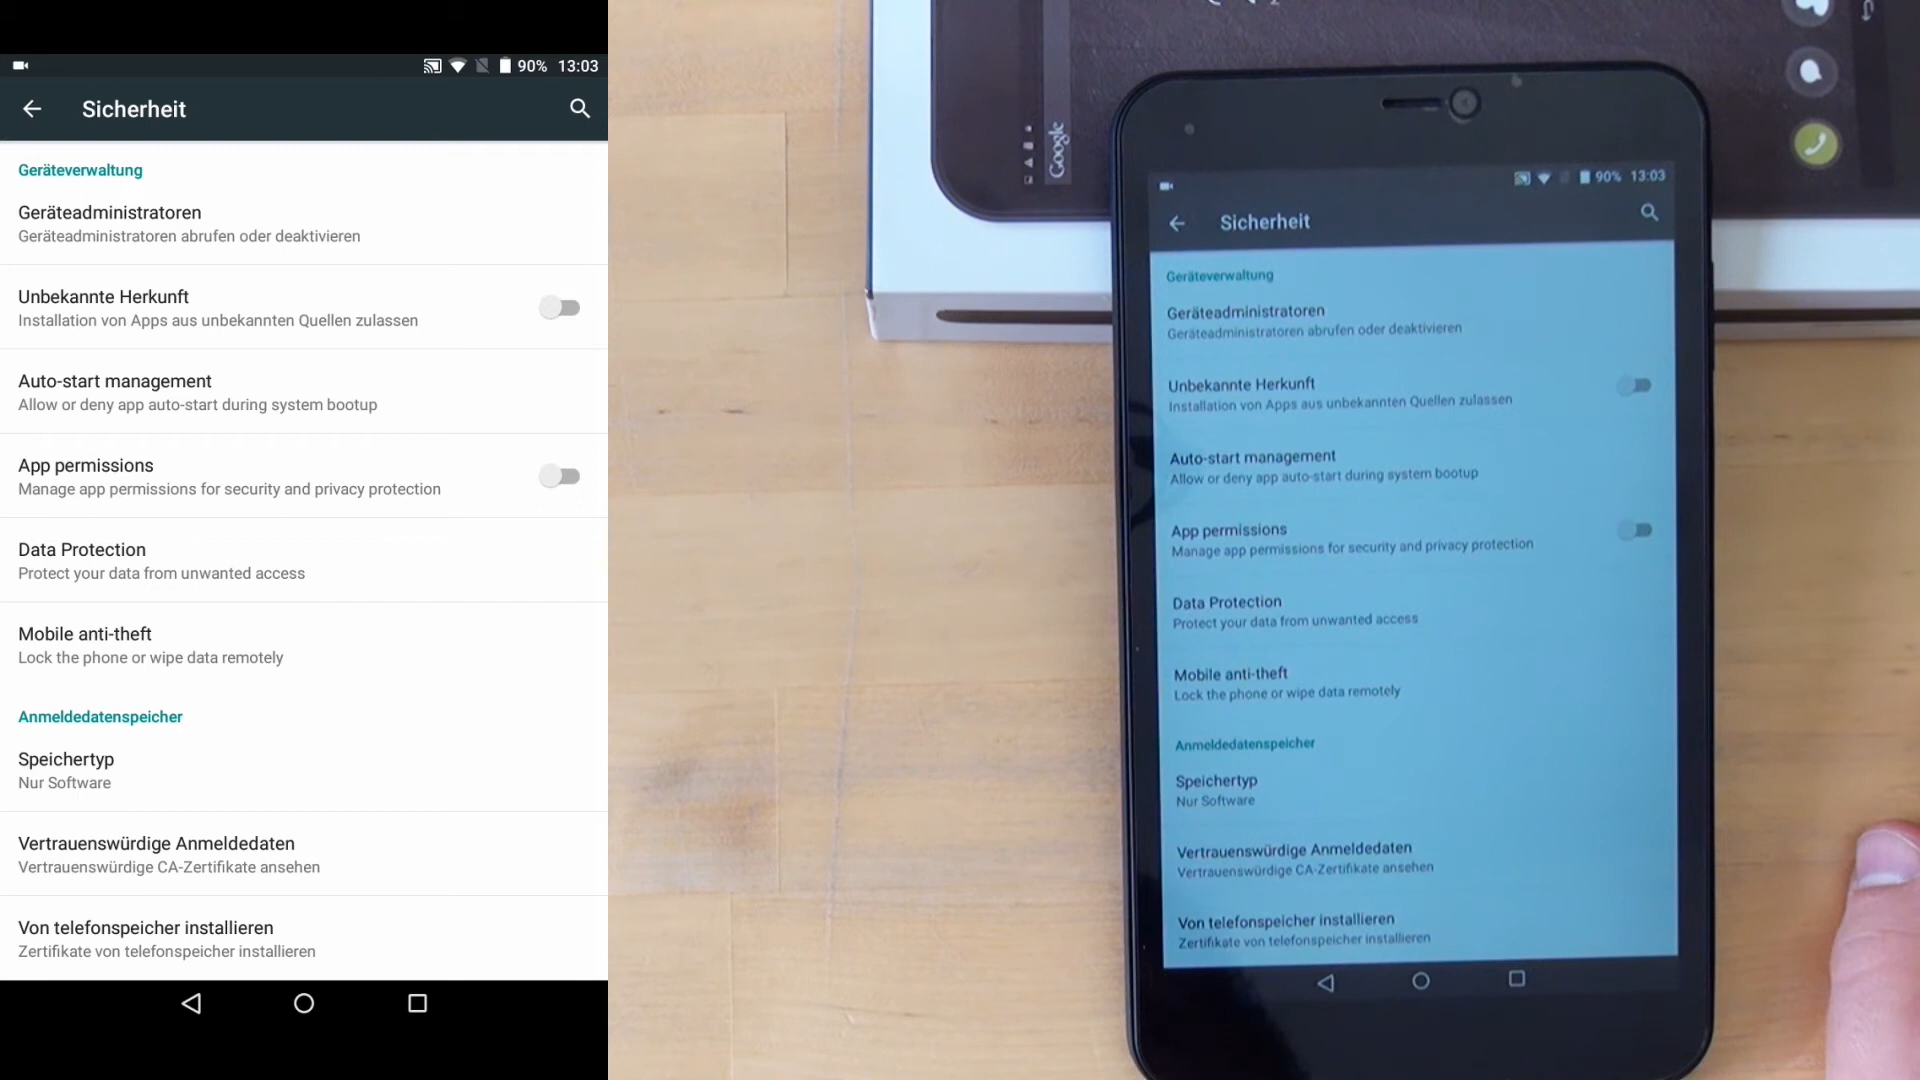 90% 13:03
Sicherheit
Geräteverwaltung
Geräteadministratoren
Geräteadministratoren abrufen oder deaktivieren
Unbekannte Herkunft
Installation von Apps aus unbekannten Quellen zulassen
Auto-start management
Allow or deny app auto-start during system bootup
App permissions
Manage app permissions for security and privacy protection
Data Protection
Protect your data from unwanted access
Mobile anti-theft
Lock the phone or wipe data remotely
Anmeldedatenspeicher
Speichertyp
Nur Software
Vertrauenswürdige Anmeldedaten
Vertrauenswürdige CA-Zertifikate ansehen
Von telefonspeicher installieren
Zertifikate von telefonspeicher installieren
Google
90% 13:03
Sicherheit
Geräteverwaltung
Geräteadministratoren
Geräteadministratoren abrufen oder deaktivieren
Unbekannte Herkunft
Installation von Apps aus unbekannten Quellen zulassen
Auto-start management
Allow or deny app auto-start during system bootup
App permissions
Manage app permissions for security and privacy protection
Data Protection
Protect your data from unwanted access
Mobile anti-theft
Lock the phone or wipe data remotely
Anmeldedatenspeicher
Speichertyp
Nur Software
Vertrauenswürdige Anmeldedaten
Vertrauenswürdige CA-Zertifikate ansehen
Von telefonspeicher installieren
Zertifikate von telefonspeicher installieren